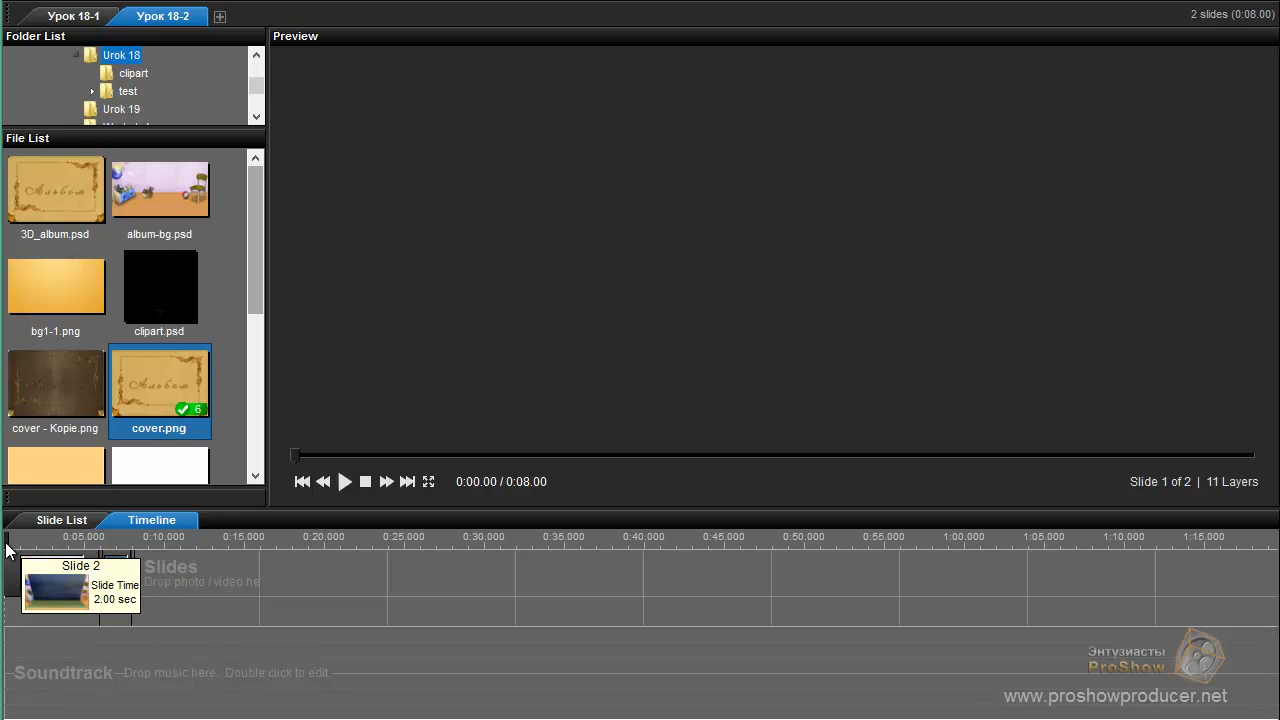 Урок 18-1
Урок 18-2
2 slides (0:08.00)
Folder List
Preview
Urok 18
clipart
test
Urok 19
File List
Альбом
3D_album.psd
album-bg.psd
bg1-1.png
clipart.psd
Альбом
6
cover - Kopie.png
cover.png
0:00.00 / 0:08.00
Slide 1 of 2 | 11 Layers
Slide List
Timeline
0:05.000
0:10.000
0:15.000
0:20.000
0:25.000
0:30.000
0:35.000
0:40.000
0:45.000
0:50.000
0:55.000
1:00.000
1:05.000
1:10.000
1:15.000
Slide 2
Slide Time
2.00 sec
Slides
Drop photo / video he
Soundtrack
Drop music here. Double click to edit.
Энтузиасты
ProShow
www.proshowproducer.net